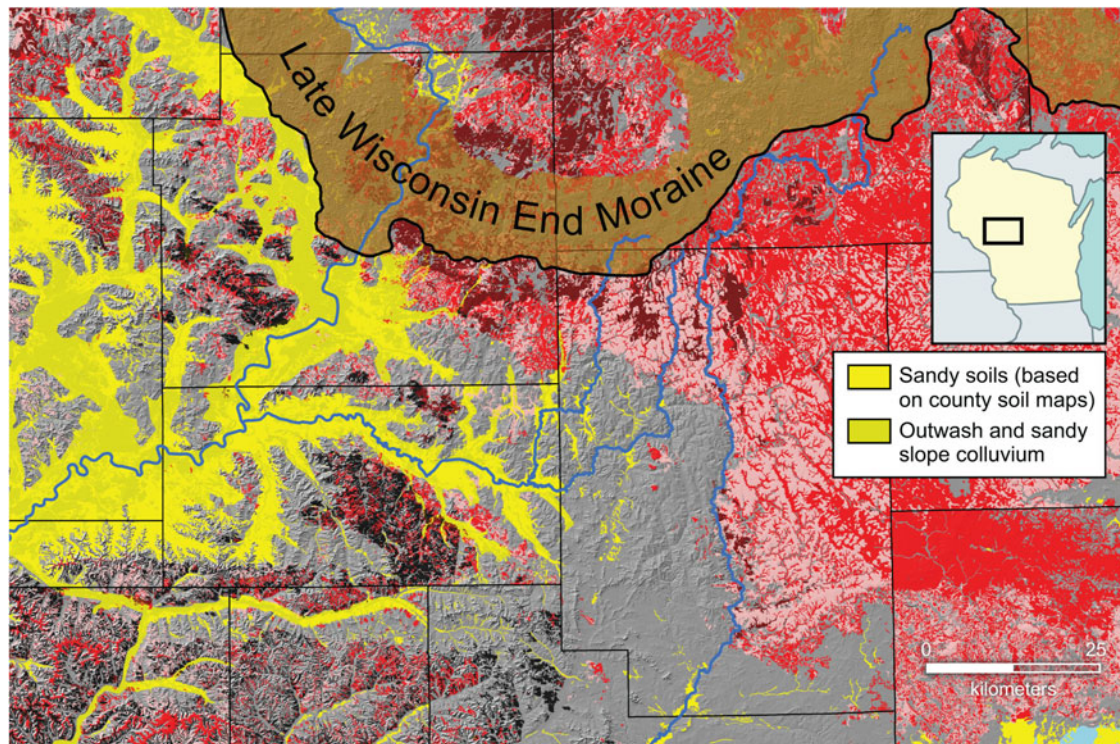 Late Wisconsin End Moraine
Sandy soils (based
on county soil maps)
Outwash and sandy
slope colluvium
0 25
kilometers